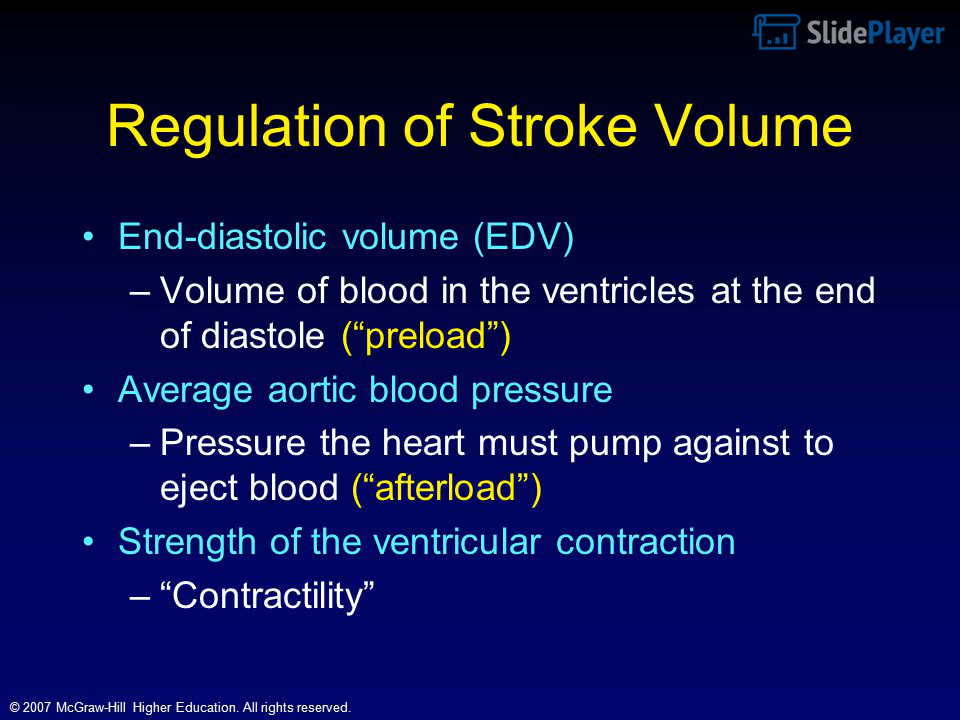 SlidePlayer
Regulation of Stroke Volume
• End-diastolic volume (EDV)
– Volume of blood in the ventricles at the end
of diastole (“preload”)
• Average aortic blood pressure
– Pressure the heart must pump against to
eject blood (“afterload”)
• Strength of the ventricular contraction
– “Contractility”
© 2007 McGraw-Hill Higher Education. All rights reserved.